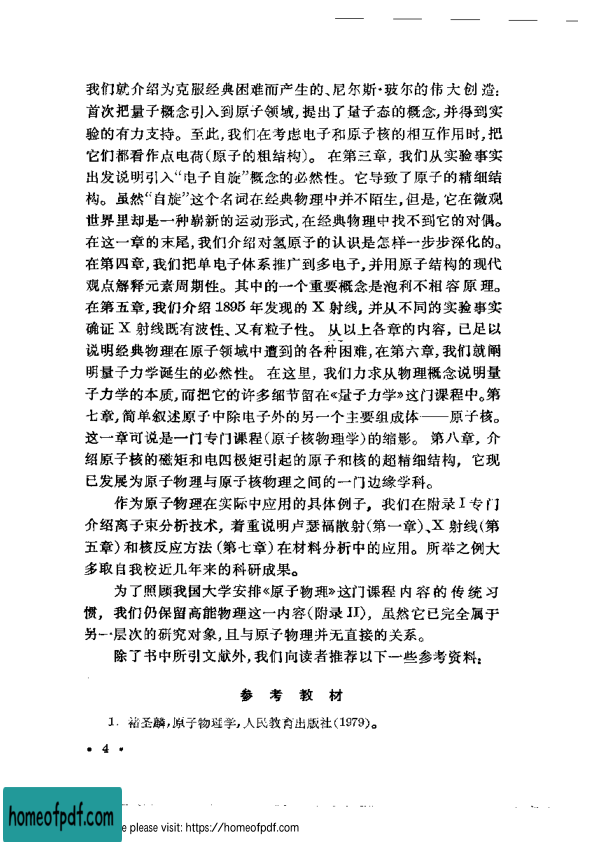 我们就介绍为克服经典困难而产生的、尼尔斯·玻尔的伟大创造:
首次把量子概念引入到原子领域,提出了量子态的概念,并得到实
验的有力支持。至此,我们在考虑电子和原子核的相互作用时,把
它们都看作点电荷(原子的粗结构)。在第三章,我们从实验事实
出发说明引入“电子自旋”概念的必然性。它导致了原子的精细结
构。虽然“自旋”这个名词在经典物理中并不陌生,但是,它在微观
世界里却是一种崭新的运动形式,在经典物理中找不到它的对偶。
在这一章的末尾,我们介绍对氢原子的认识是怎样一步步深化的。
在第四章,我们把单电子体系推广到多电子,并用原子结构的现代
观点解释元素周期性。其中的一个重要概念是泡利不相容原理。
在第五章,我们介绍1895年发现的X射线,并从不同的实验事实
确证X射线既有波性、又有粒子性。从以上各章的内容,已足以
说明经典物理在原子领域中遭到的各种困难,在第六章,我们就阐
明量子力学诞生的必然性。在这里,我们力求从物理概念说明量
子力学的本质,而把它的许多细节留在《量子力学》这门课程中。第
七章,简单叙述原子中除电子外的另一个主要组成体——原子核。
这一章可说是一门专门课程(原子核物理学)的缩影。第八章,介
绍原子核的磁矩和电四极矩引起的原子和核的超精细结构,它现
已发展为原子物理与原子核物理之间的一门边缘学科。
作为原子物理在实际中应用的具体例子,我们在附录I专门
介绍离子束分析技术,着重说明卢瑟福散射(第一章)、X射线(第
五章)和核反应方法(第七章)在材料分析中的应用。所举之例大
多取自我校近几年来的科研成果。
为了照顾我国大学安排《原子物理》这门课程内容的传统习
惯,我们仍保留高能物理这一内容(附录II),虽然它已完全属于
另一层次的研究对象,且与原子物理并无直接的关系。
除了书中所引文献外,我们向读者推荐以下一些参考资料:
参考教材
1. 褚圣麟,原子物理学,人民教育出版社(1979)。
• 4 •
homeofpdf.com
e please visit: https://homeofpdf.com